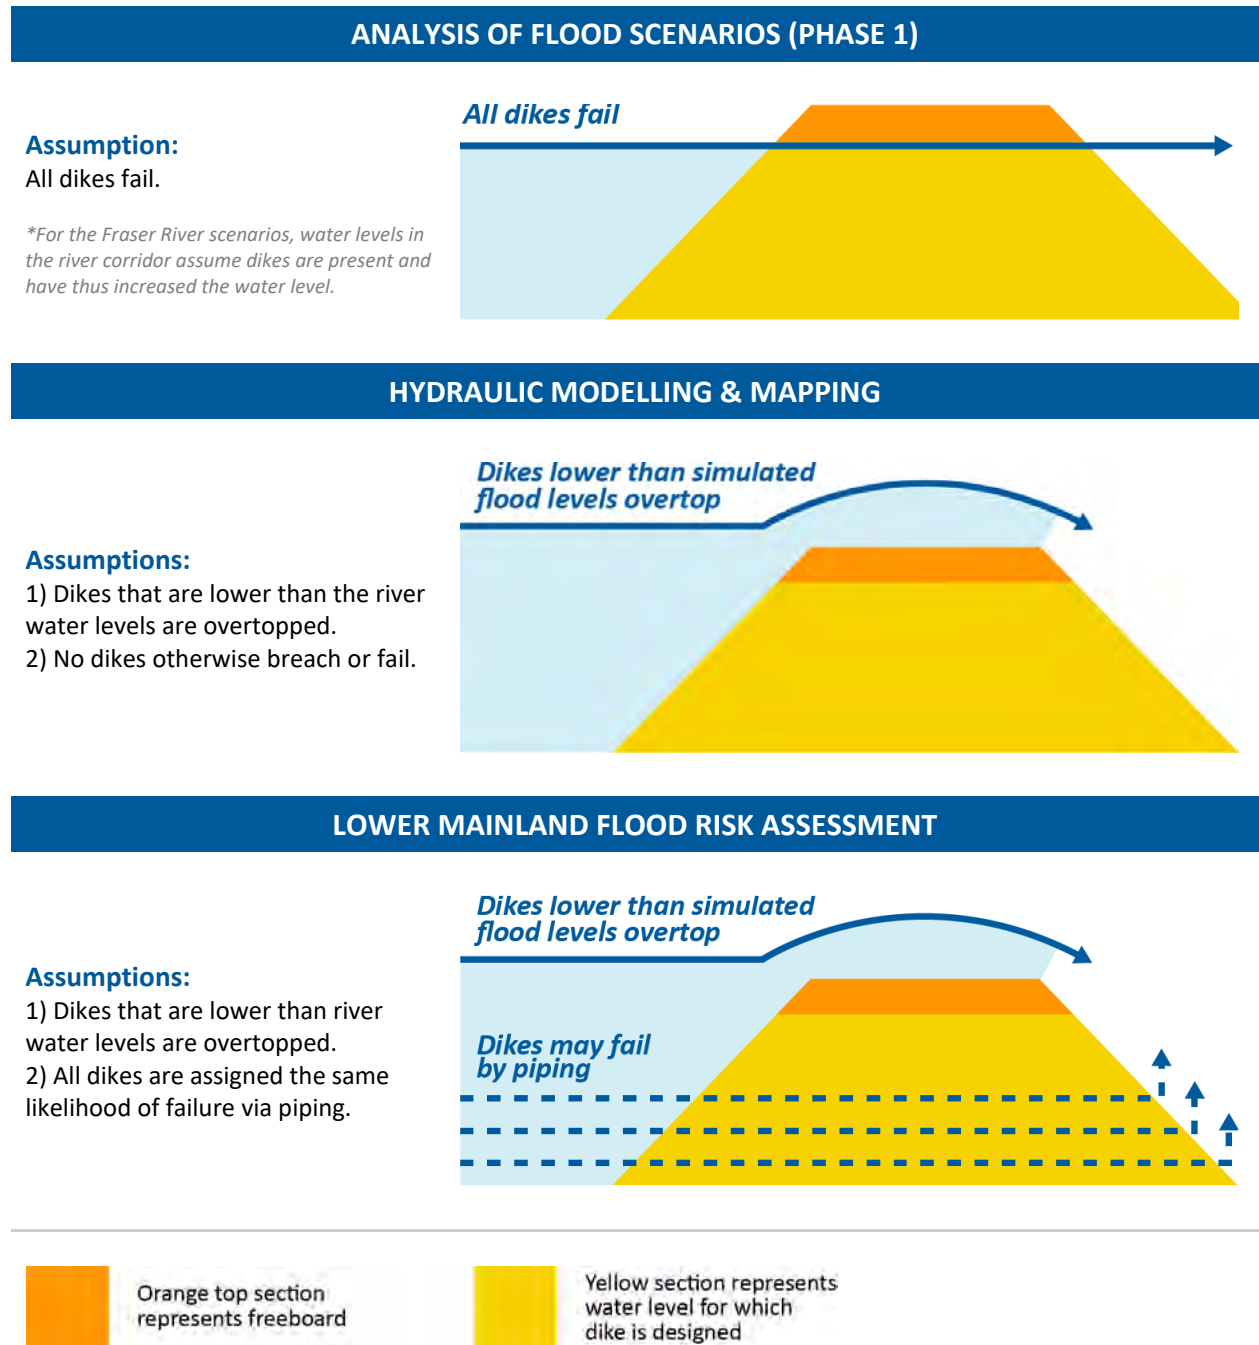 ANALYSIS OF FLOOD SCENARIOS (PHASE 1)
All dikes fail
Assumption:
All dikes fail.
*For the Fraser River scenarios, water levels in
the river corridor assume dikes are present and
have thus increased the water level.
HYDRAULIC MODELLING & MAPPING
Dikes lower than simulated
flood levels overtop
Assumptions:
1) Dikes that are lower than the river
water levels are overtopped.
2) No dikes otherwise breach or fail.
LOWER MAINLAND FLOOD RISK ASSESSMENT
Dikes lower than simulated
flood levels overtop
Assumptions:
1) Dikes that are lower than river
water levels are overtopped.
2) All dikes are assigned the same
likelihood of failure via piping.
Dikes may fail
by piping
Orange top section
represents freeboard
Yellow section represents
water level for which
dike is designed